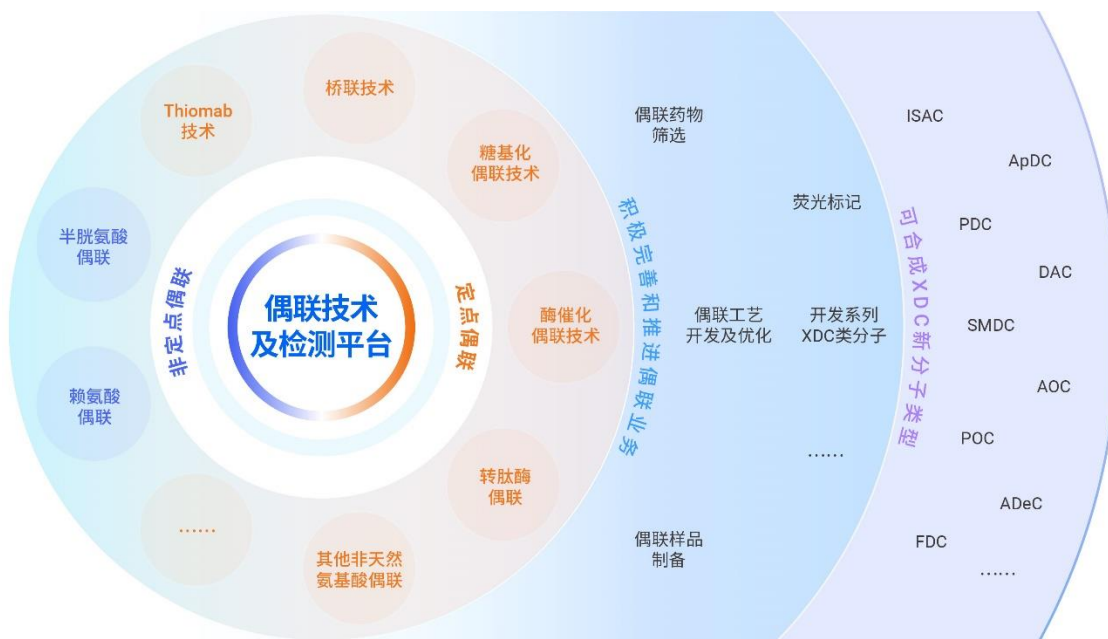 偶联技术
及检测平台
非定点偶联
定点偶联
桥联技术
Thiomab
技术
糖基化
偶联技术
半胱氨酸
偶联
酶催化
偶联技术
赖氨酸
偶联
转肽酶
偶联
……
其他非天然
氨基酸偶联
积极完善和推进偶联业务
偶联药物
筛选
荧光标记
偶联工艺
开发及优化
开发系列
XDC类分子
……
偶联样品
制备
可合成XDC新分子类型
ISAC
ApDC
PDC
DAC
SMDC
AOC
POC
ADeC
FDC
……